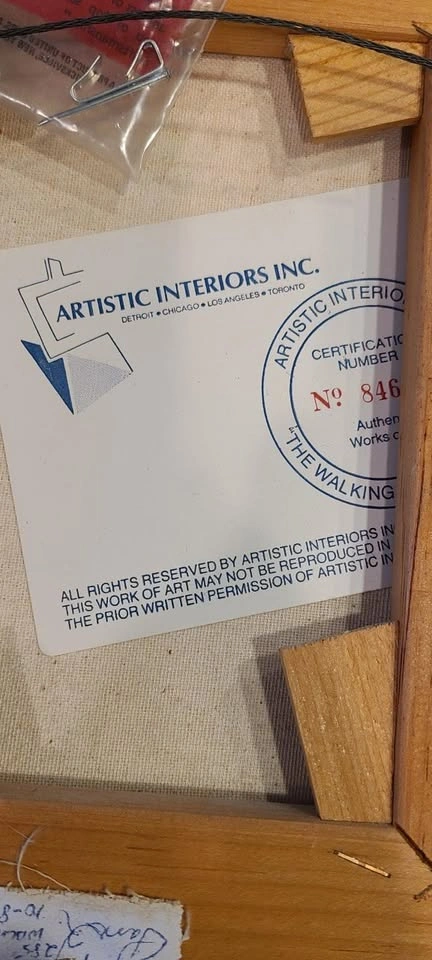 ARTISTIC INTERIORS INC.
DETROIT • CHICAGO • LOS ANGELES • TORONTO
ARTISTIC INTERIO
CERTIFICATIO
NUMBER
Nº 846
Authen
Works o
"THE WALKING
ALL RIGHTS RESERVED BY ARTISTIC INTERIORS IN
THIS WORK OF ART MAY NOT BE REPRODUCED IN
THE PRIOR WRITTEN PERMISSION OF ARTISTIC IN